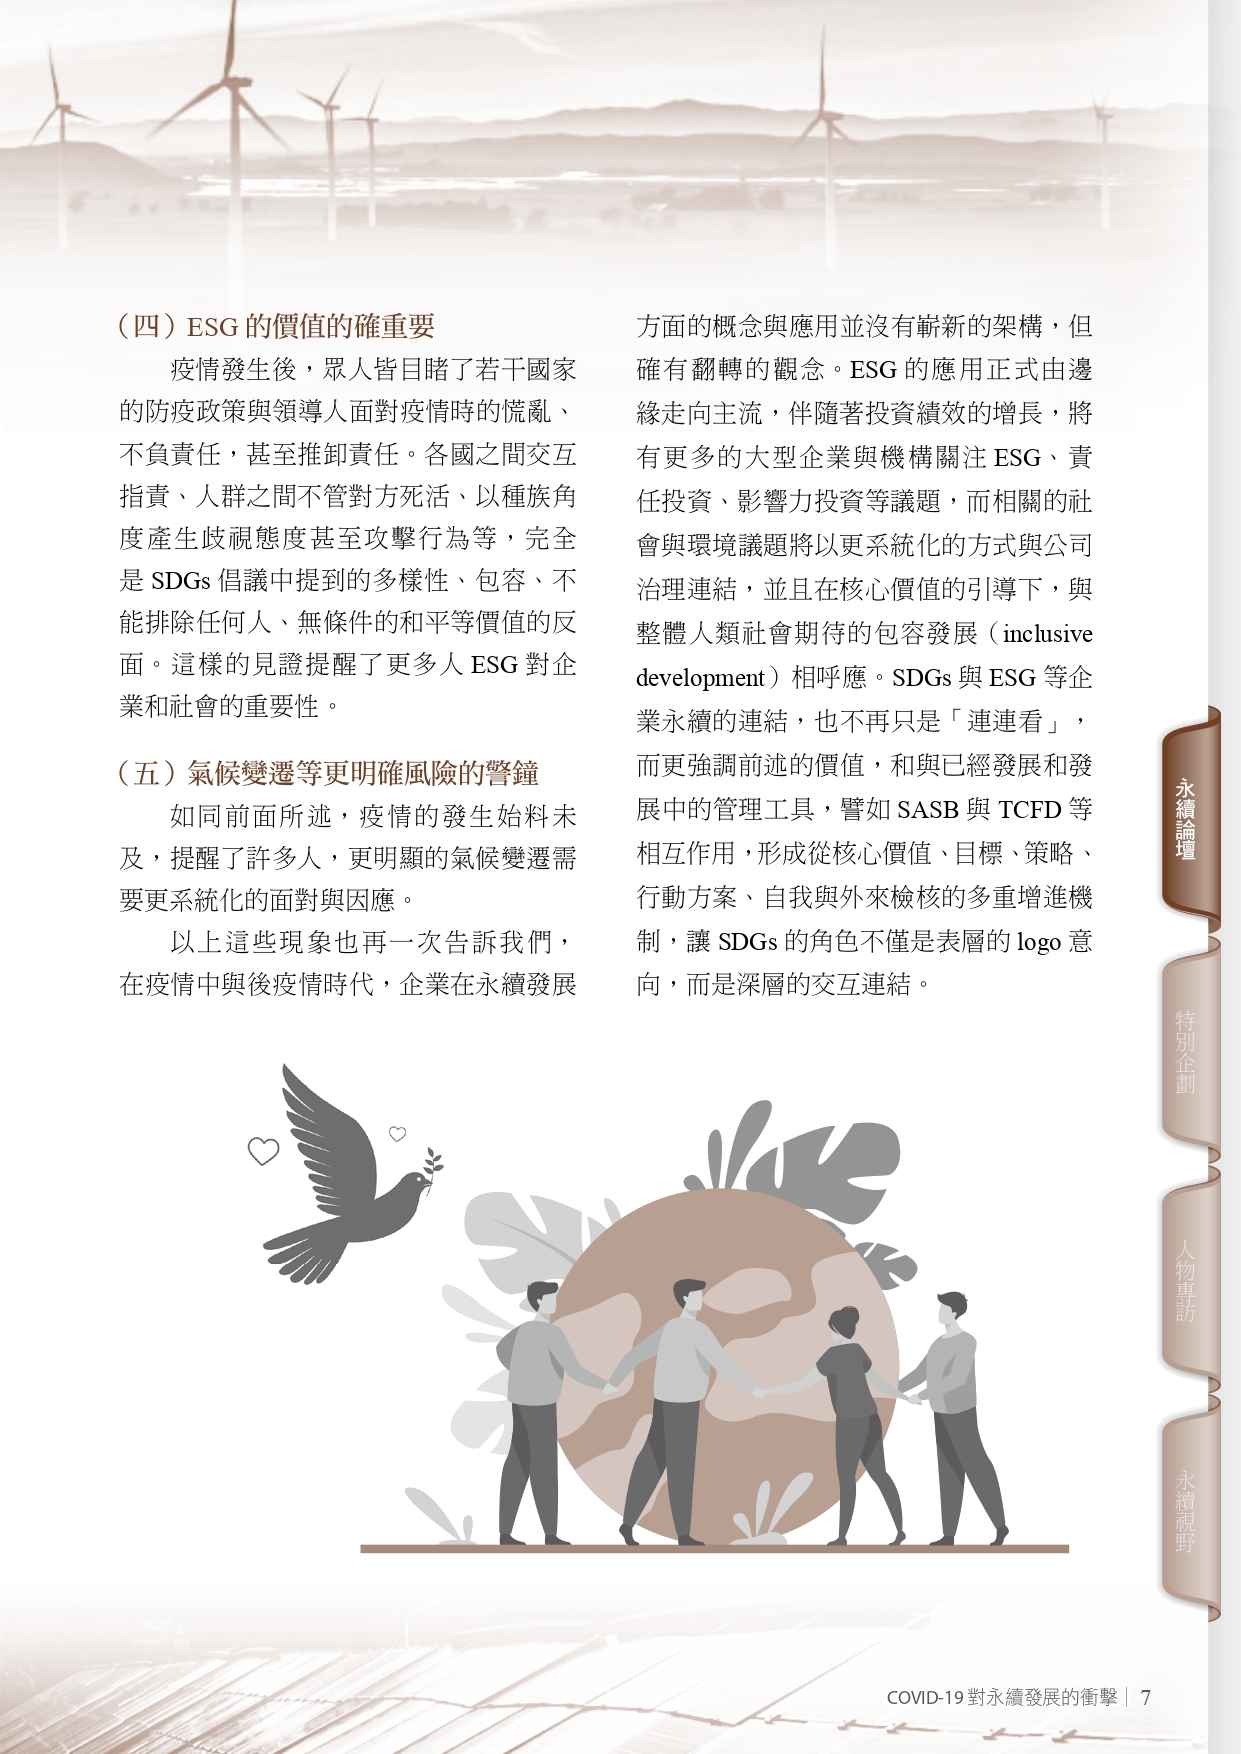 （四）ESG 的價值的確重要
疫情發生後，眾人皆目睹了若干國家
的防疫政策與領導人面對疫情時的慌亂、
不負責任，甚至推卸責任。各國之間交互
指責、人群之間不管對方死活、以種族角
度產生歧視態度甚至攻擊行為等，完全
是 SDGs 倡議中提到的多樣性、包容、不
能排除任何人、無條件的和平等價值的反
面。這樣的見證提醒了更多人 ESG 對企
業和社會的重要性。
（五）氣候變遷等更明確風險的警鐘
如同前面所述，疫情的發生始料未
及，提醒了許多人，更明顯的氣候變遷需
要更系統化的面對與因應。
以上這些現象也再一次告訴我們，
在疫情中與後疫情時代，企業在永續發展
方面的概念與應用並沒有嶄新的架構，但
確有翻轉的觀念。ESG 的應用正式由邊
緣走向主流，伴隨著投資績效的增長，將
有更多的大型企業與機構關注 ESG、責
任投資、影響力投資等議題，而相關的社
會與環境議題將以更系統化的方式與公司
治理連結，並且在核心價值的引導下，與
整體人類社會期待的包容發展（inclusive
development）相呼應。SDGs 與 ESG 等企
業永續的連結，也不再只是「連連看」，
而更強調前述的價值，和與已經發展和發
展中的管理工具，譬如 SASB 與 TCFD 等
相互作用，形成從核心價值、目標、策略、
行動方案、自我與外來檢核的多重增進機
制，讓 SDGs 的角色不僅是表層的 logo 意
向，而是深層的交互連結。
永續論壇
特別企劃
人物專訪
永續視野
COVID-19 對永續發展的衝擊｜ 7